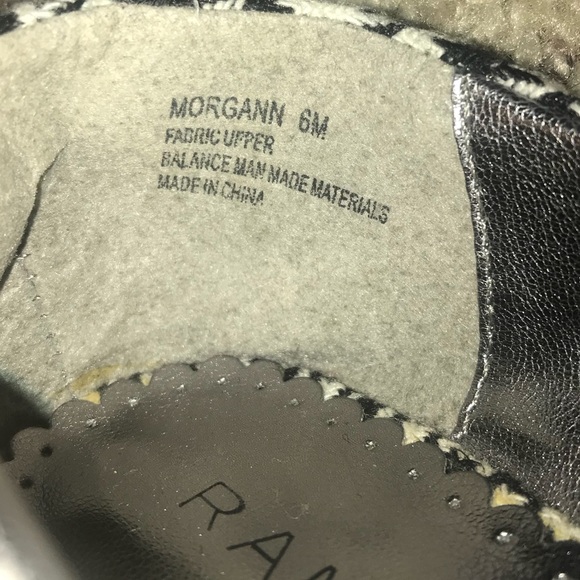 MORGANN 6M
FABRIC UPPER
BALANCE MAN MADE MATERIALS
MADE IN CHINA